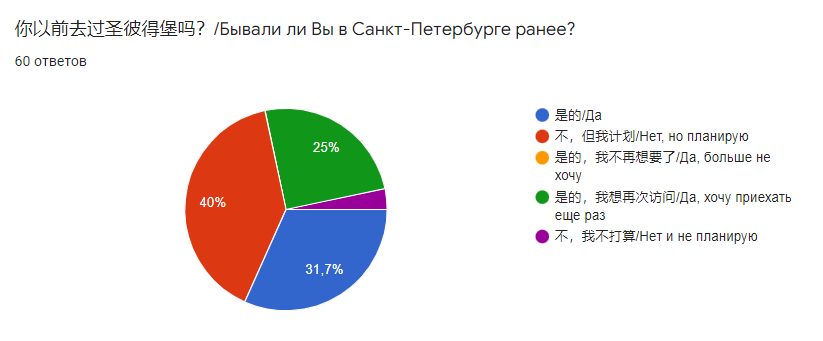 你以前去过圣彼得堡吗？/Бывали ли Вы в Санкт-Петербурге ранее?
60 ответов
25%
40%
31,7%
是的/Да
不，但我计划/Нет, но планирую
是的，我不再想要了/Да, больше не
хочу
是的，我想再次访问/Да, хочу приехать
еще раз
不，我不打算/Нет и не планирую